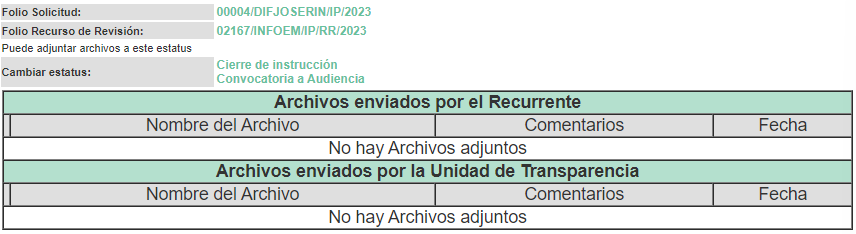 Folio Solicitud: 00004/DIFJOSERIN/IP/2023
Folio Recurso de Revisión: 02167/INFOEM/IP/RR/2023
Puede adjuntar archivos a este estatus
Cambiar estatus: Cierre de instrucción
Convocatoria a Audiencia
Archivos enviados por el Recurrente
Nombre del Archivo Comentarios Fecha
No hay Archivos adjuntos
Archivos enviados por la Unidad de Transparencia
Nombre del Archivo Comentarios Fecha
No hay Archivos adjuntos